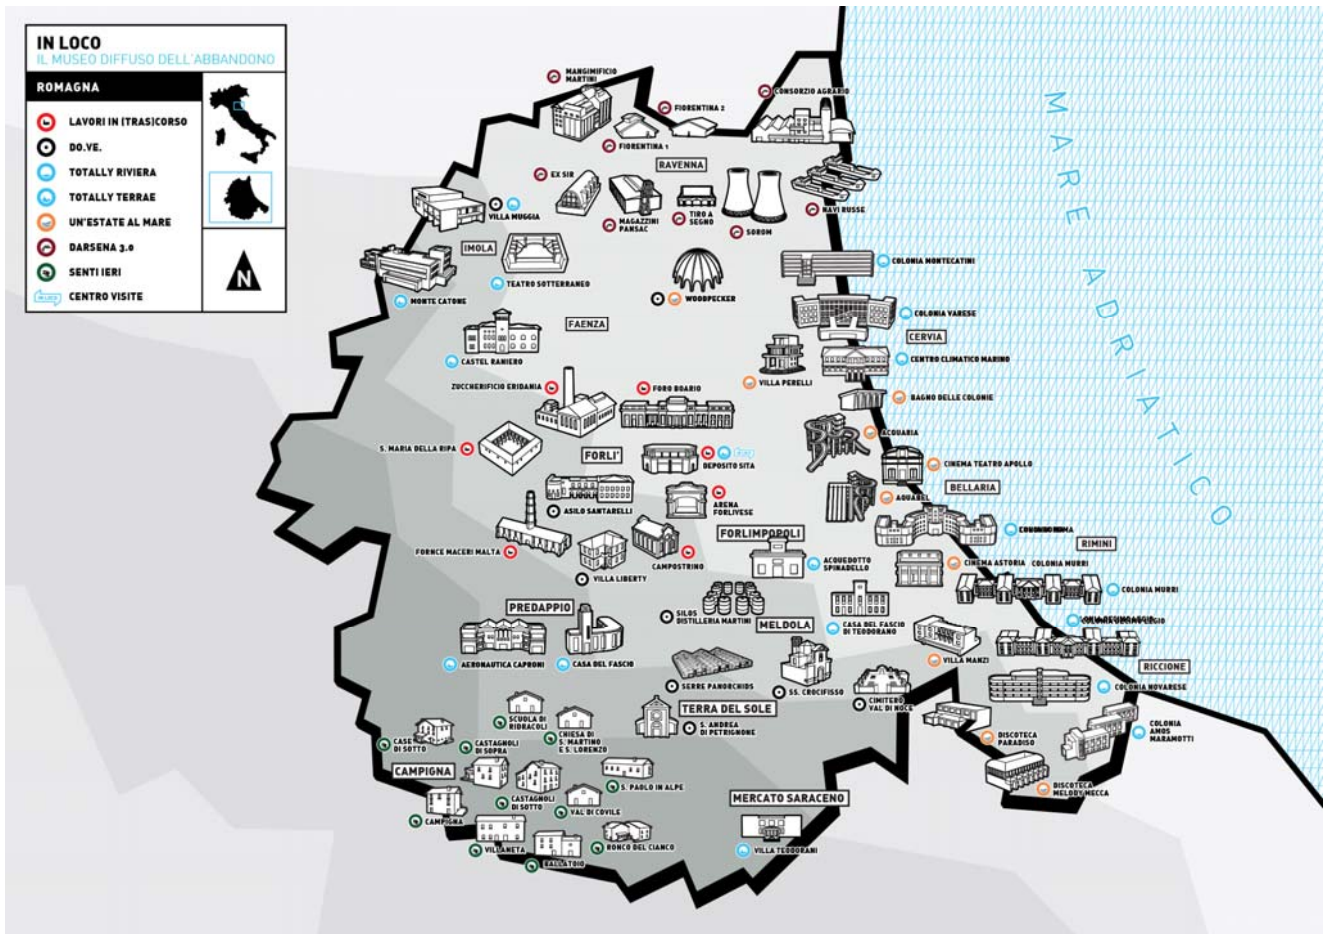 IN LOCO
IL MUSEO DIFFUSO DELL'ABBANDONO
ROMAGNA
LAVORI IN (TRAS)CORSO
DO.VE.
TOTALLY RIVIERA
TOTALLY TERRAE
UN'ESTATE AL MARE
DARSENA 3.0
SENTI IERI
IN LOCO
CENTRO VISITE
N
MANGIMIFICIO
MARTINI
FIORENTINA 2
CONSORZIO AGRARIO
FIORENTINA 1
RAVENNA
EX SIR
VILLA MUGGIA
MAGAZZINI
PANSAC
TIRO A
SEGNO
SOROM
NAVI RUSSE
MARE ADRIATICO
IMOLA
TEATRO SOTTERRANEO
MONTE CATONE
WOODPECKER
COLONIA MONTECATINI
COLONIA VARESE
CERVIA
FAENZA
CASTEL RANIERO
CENTRO CLIMATICO MARINO
VILLA PERELLI
ZUCCHERIFICIO ERIDANIA
FORO BOARIO
BAGNO DELLE COLONIE
ACQUARIA
S. MARIA DELLA RIPA
FORLI'
DEPOSITO SITA
CINEMA TEATRO APOLLO
BELLARIA
AQUABEL
ASILO SANTARELLI
ARENA
FORLIVESE
FORLIMPOPOLI
RIMINI
FORNCE MACERI MALTA
CAMPOSTRINO
VILLA LIBERTY
ACQUEDOTTO
SPINADELLO
CINEMA ASTORIA
COLONIA MURRI
COLONIA MURRI
PREDAPPIO
SILOS
DISTILLERIA MARTINI
MELDOLA
CASA DEL FASCIO
DI TEODORANO
AERONAUTICA CAPRONI
CASA DEL FASCIO
VILLA MANZI
RICCIONE
SERRE PANORCHIDS
SS. CROCIFISSO
CIMITERO
VAL DI NOCE
COLONIA NOVARESE
TERRA DEL SOLE
S. ANDREA
DI PETRIGNONE
SCUOLA DI
RIDRACOLI
CHIESA DI
S. MARTINO
E S. LORENZO
CASE
DI SOTTO
CASTAGNOLI
DI SOPRA
DISCOTECA
PARADISO
COLONIA
AMOS
MARAMOTTI
CAMPIGNA
CASTAGNOLI
DI SOTTO
S. PAOLO IN ALPE
VAL DI COVILE
DISCOTECA
MELODY MECCA
MERCATO SARACENO
CAMPIGNA
VILLANETA
BALLATOIO
RONCO DEL CIANCO
VILLA TEODORANI